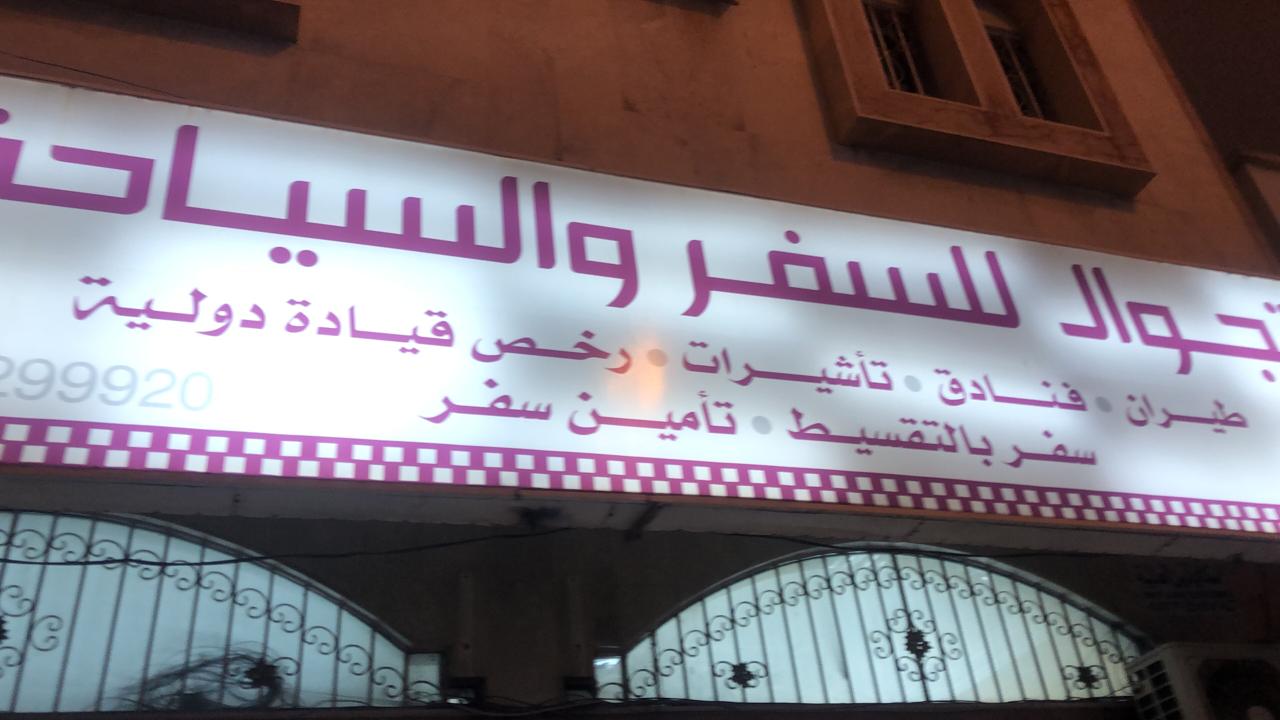 تجوال للسفر والسياحة
طيران • فنادق • تأشيرات • رخص قيادة دولية
سفر بالتقسيط • تأمين سفر
299920